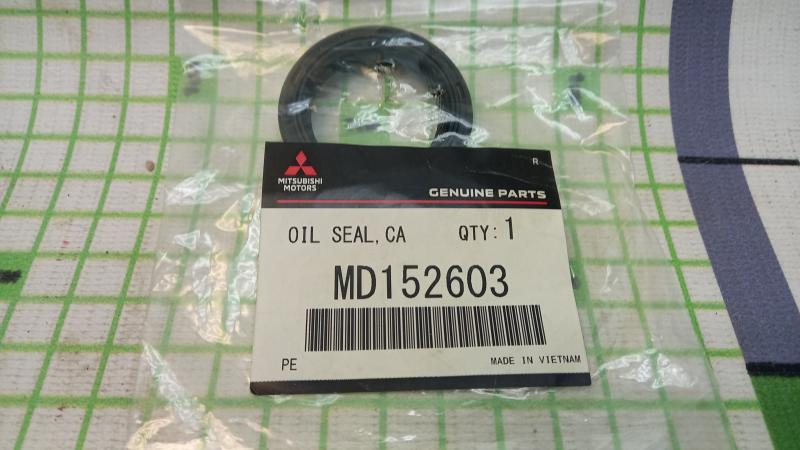 R
MITSUBISHI
MOTORS
GENUINE PARTS
OIL SEAL,CA QTY:1
MD152603
PE MADE IN VIETNAM